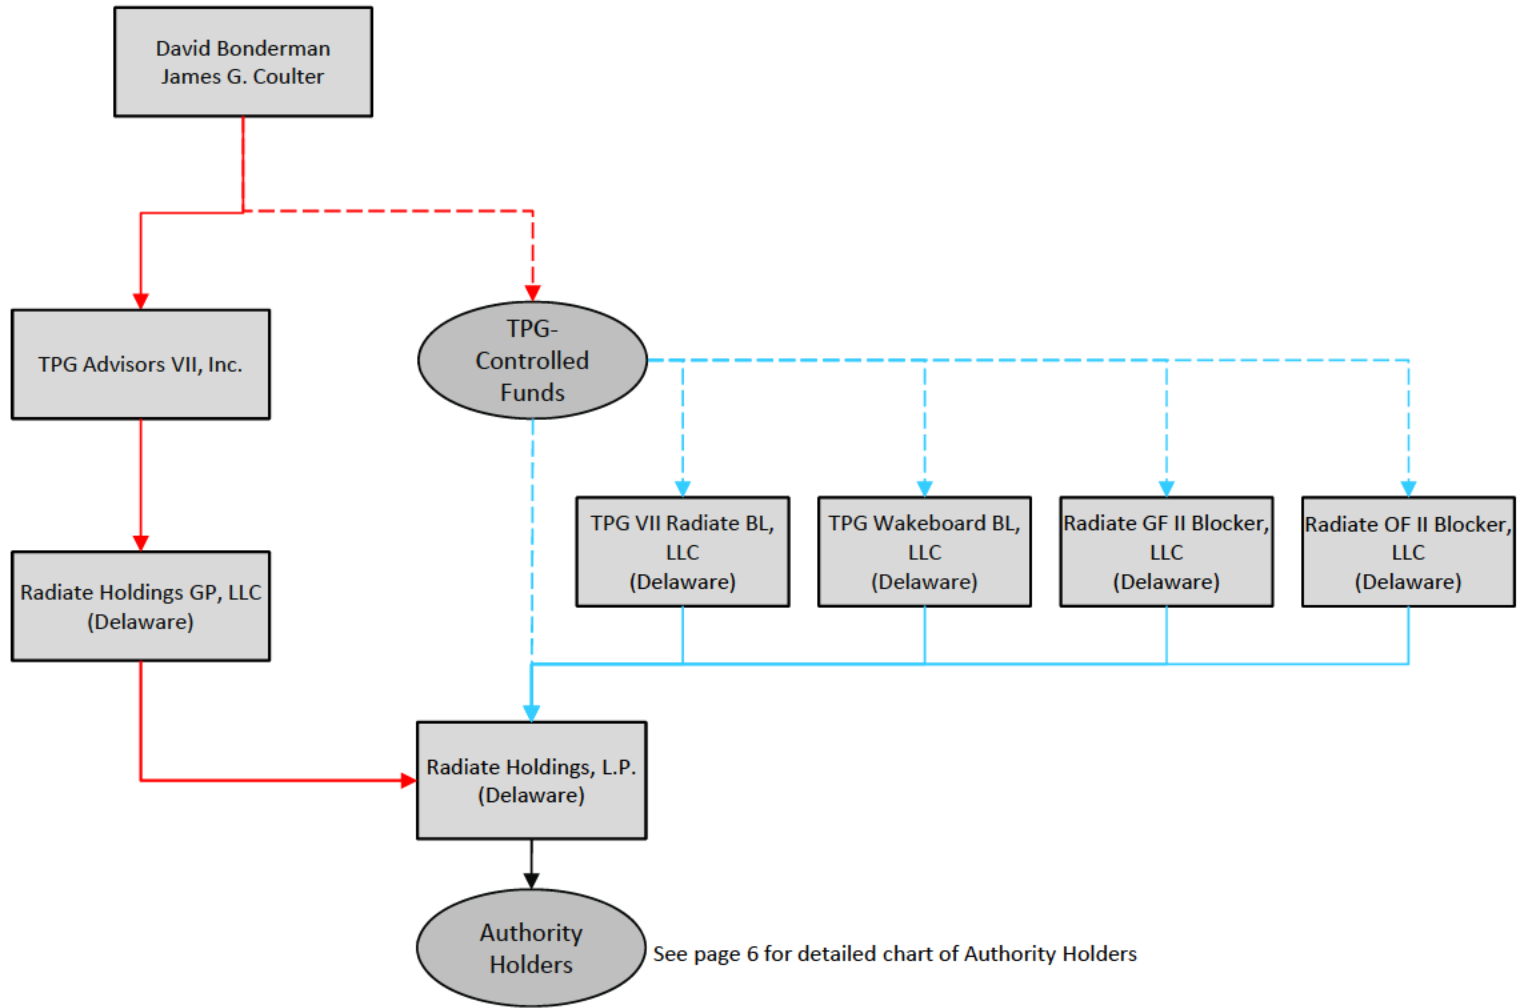 David Bonderman
James G. Coulter
TPG Advisors VII, Inc.
TPG-
Controlled
Funds
TPG VII Radiate BL,
LLC
(Delaware)
TPG Wakeboard BL,
LLC
(Delaware)
Radiate GF II Blocker,
LLC
(Delaware)
Radiate OF II Blocker,
LLC
(Delaware)
Radiate Holdings GP, LLC
(Delaware)
Radiate Holdings, L.P.
(Delaware)
Authority
Holders
See page 6 for detailed chart of Authority Holders